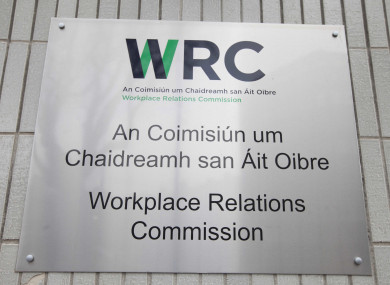 WRC
An Coimisiún um Chaidreamh san Áit Oibre
Workplace Relations Commission
An Coimisiún um
Chaidreamh san Áit Oibre
Workplace Relations
Commission